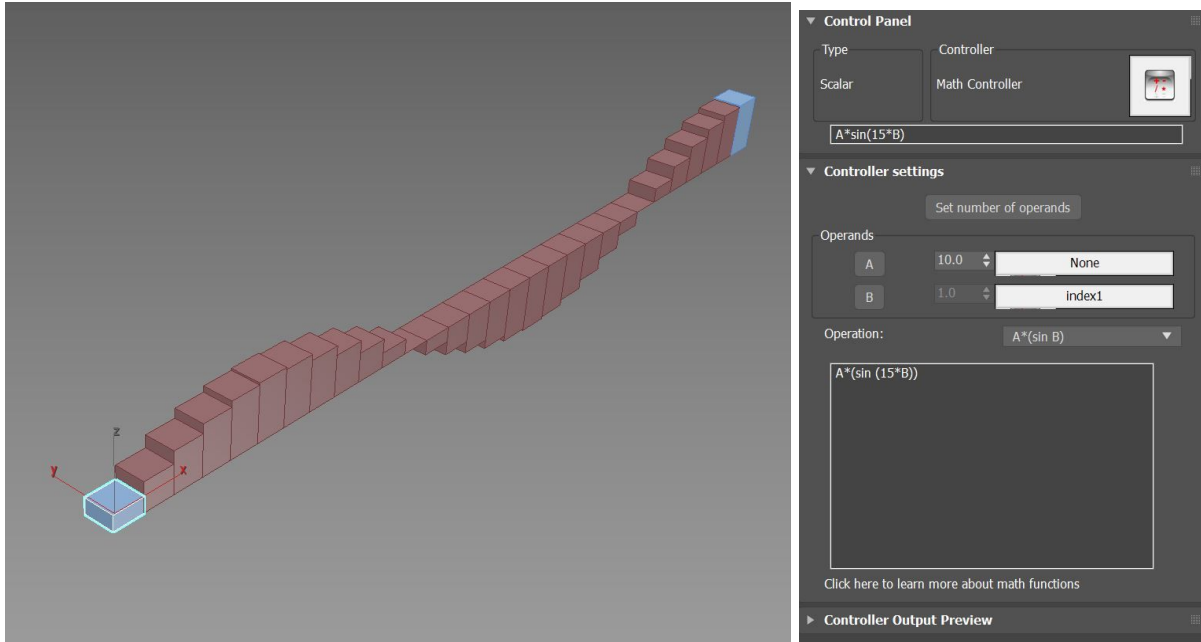 z
y
x
Control Panel
Type
Controller
Scalar
Math Controller
A*sin(15*B)
Controller settings
Set number of operands
Operands
A
10.0
None
B
1.0
index1
Operation:
A*(sin B)
A*(sin (15*B))
Click here to learn more about math functions
Controller Output Preview